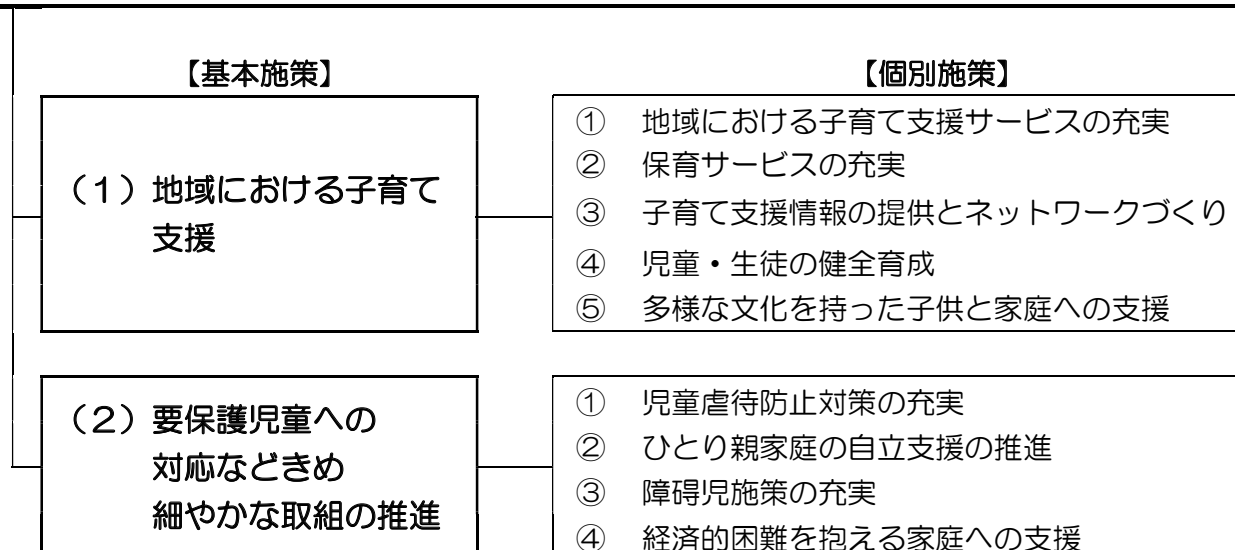 【基本施策】
【個別施策】
（1）地域における子育て
支援
① 地域における子育て支援サービスの充実
② 保育サービスの充実
③ 子育て支援情報の提供とネットワークづくり
④ 児童・生徒の健全育成
⑤ 多様な文化を持った子供と家庭への支援
（2）要保護児童への
対応などきめ
細やかな取組の推進
① 児童虐待防止対策の充実
② ひとり親家庭の自立支援の推進
③ 障碍児施策の充実
④ 経済的困難を抱える家庭への支援